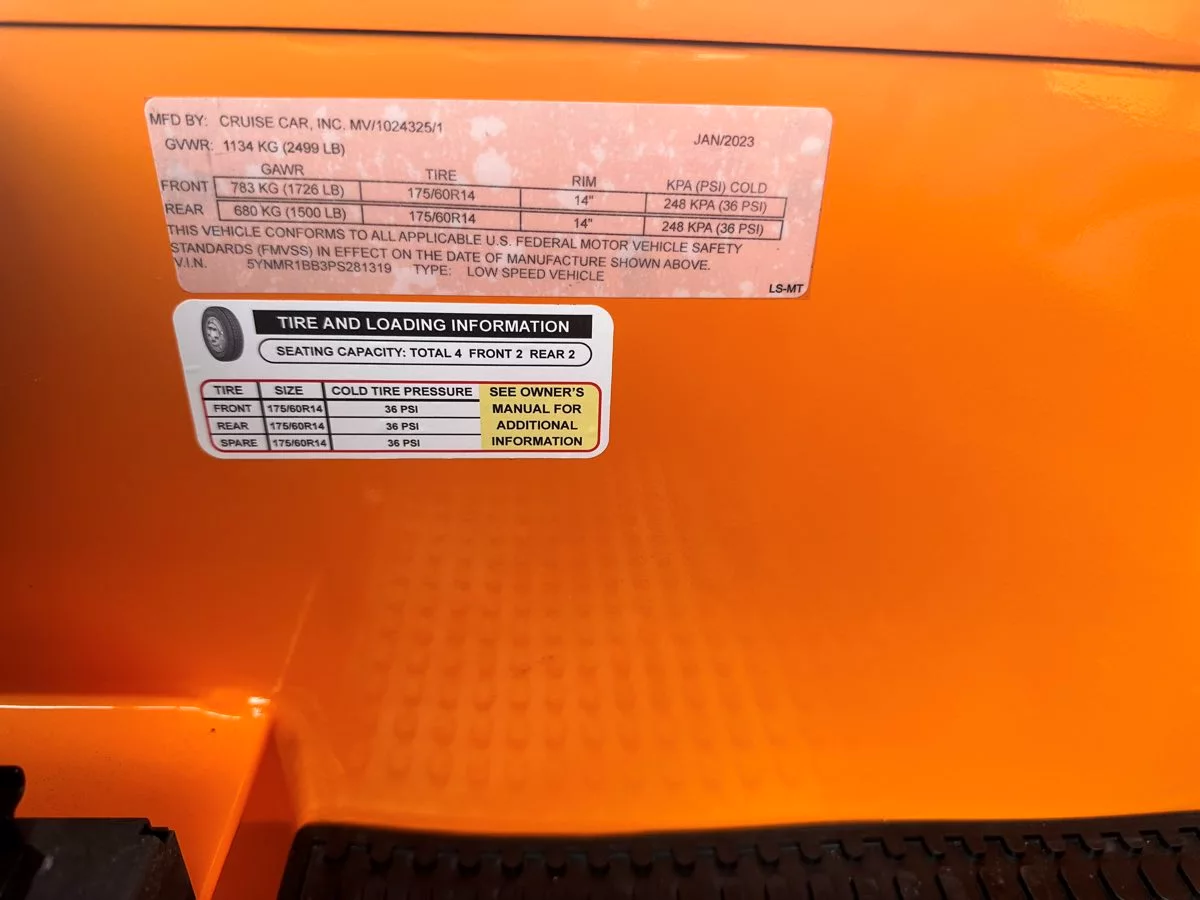 MFD BY: CRUISE CAR, INC. MV/1024325/1
JAN/2023
GVWR: 1134 KG (2499 LB)
GAWR TIRE RIM KPA (PSI) COLD
FRONT 783 KG (1726 LB) 175/60R14 14" 248 KPA (36 PSI)
REAR 680 KG (1500 LB) 175/60R14 14" 248 KPA (36 PSI)
THIS VEHICLE CONFORMS TO ALL APPLICABLE U.S. FEDERAL MOTOR VEHICLE SAFETY
STANDARDS (FMVSS) IN EFFECT ON THE DATE OF MANUFACTURE SHOWN ABOVE.
V.I.N. 5YNMR1BB3PS281319 TYPE: LOW SPEED VEHICLE
LS-MT
TIRE AND LOADING INFORMATION
SEATING CAPACITY: TOTAL 4 FRONT 2 REAR 2
TIRE SIZE COLD TIRE PRESSURE SEE OWNER'S
FRONT 175/60R14 36 PSI MANUAL FOR
REAR 175/60R14 36 PSI ADDITIONAL
SPARE 175/60R14 36 PSI INFORMATION